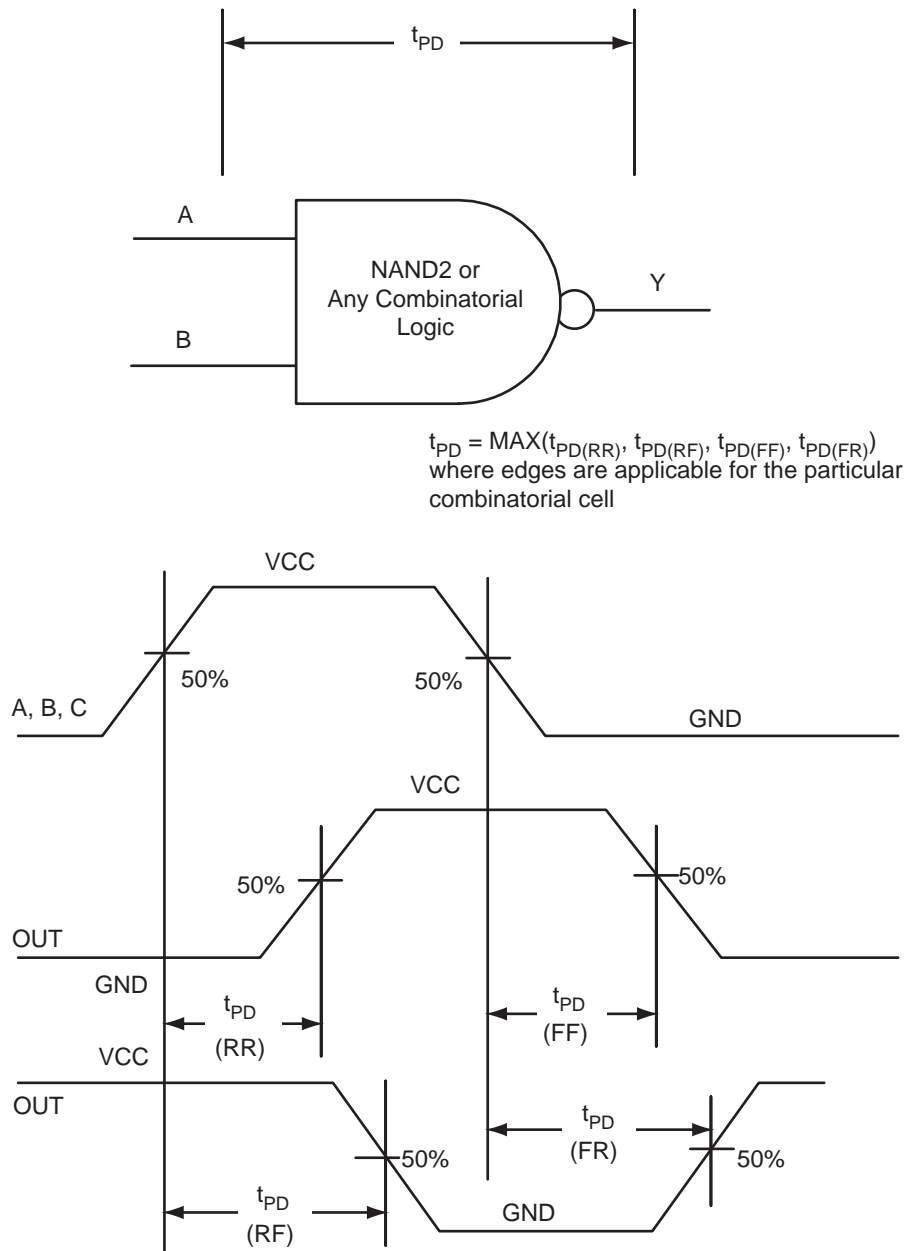 tPD
A
NAND2 or
Any Combinatorial
Logic
Y
B
tPD = MAX(tPD(RR), tPD(RF), tPD(FF), tPD(FR))
where edges are applicable for the particular
combinatorial cell
VCC
50%
50%
A, B, C
GND
VCC
50%
50%
OUT
GND
tPD
(RR)
tPD
(FF)
VCC
OUT
tPD
(FR)
50%
50%
tPD
(RF)
GND